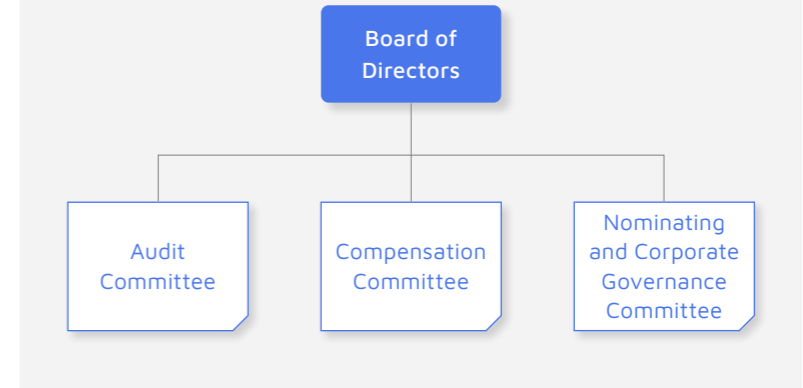 Board of
Directors
Audit
Committee
Compensation
Committee
Nominating
and Corporate
Governance
Committee